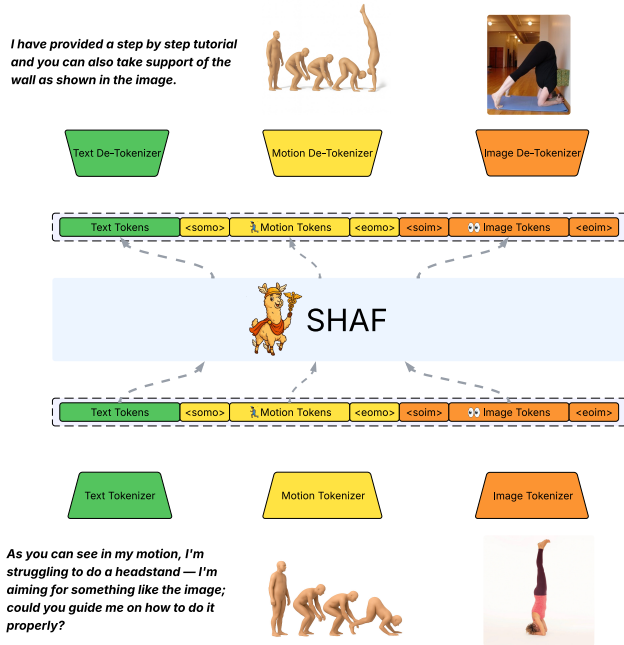 I have provided a step by step tutorial
and you can also take support of the
wall as shown in the image.
Text De-Tokenizer
Motion De-Tokenizer
Image De-Tokenizer
Text Tokens
<somo>
Motion Tokens
<eomo>
<soim>
Image Tokens
<eoim>
SHAF
Text Tokens
<somo>
Motion Tokens
<eomo>
<soim>
Image Tokens
<eoim>
Text Tokenizer
Motion Tokenizer
Image Tokenizer
As you can see in my motion, I'm
struggling to do a headstand — I'm
aiming for something like the image;
could you guide me on how to do it
properly?